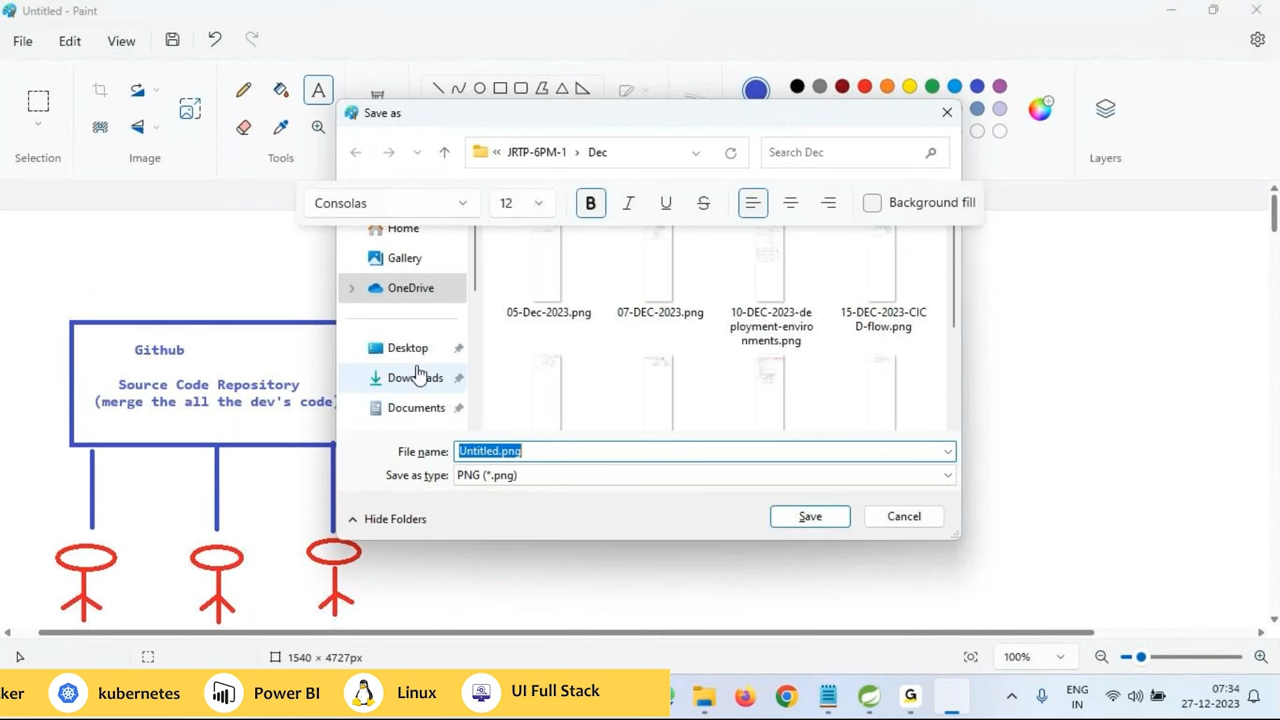 Untitled - Paint
File
Edit
View
Selection
Image
Tools
Layers
Save as
JRTP-6PM-1 › Dec
Search Dec
Consolas
12
B
Background fill
Home
Gallery
OneDrive
Desktop
Downloads
Documents
05-Dec-2023.png
07-DEC-2023.png
10-DEC-2023-de
ployment-enviro
nments.png
15-DEC-2023-CIC
D-flow.png
File name:
Untitled.png
Save as type:
PNG (*.png)
Hide Folders
Save
Cancel
Github
Source Code Repository
(merge the all the dev's code)
1540 × 4727px
100%
ker
kubernetes
Power BI
Linux
UI Full Stack
ENG
IN
07:34
27-12-2023